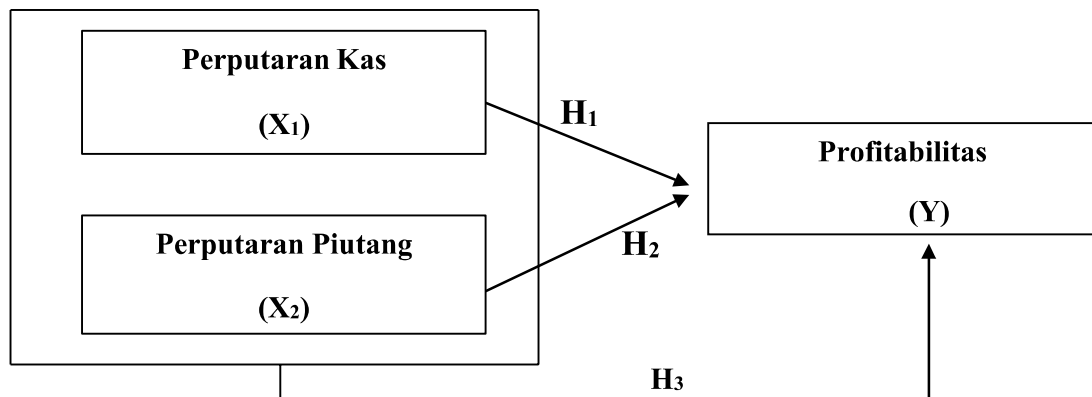 Perputaran Kas
(X₁)
H₁
Profitabilitas
(Y)
Perputaran Piutang
(X₂)
H₂
H₃